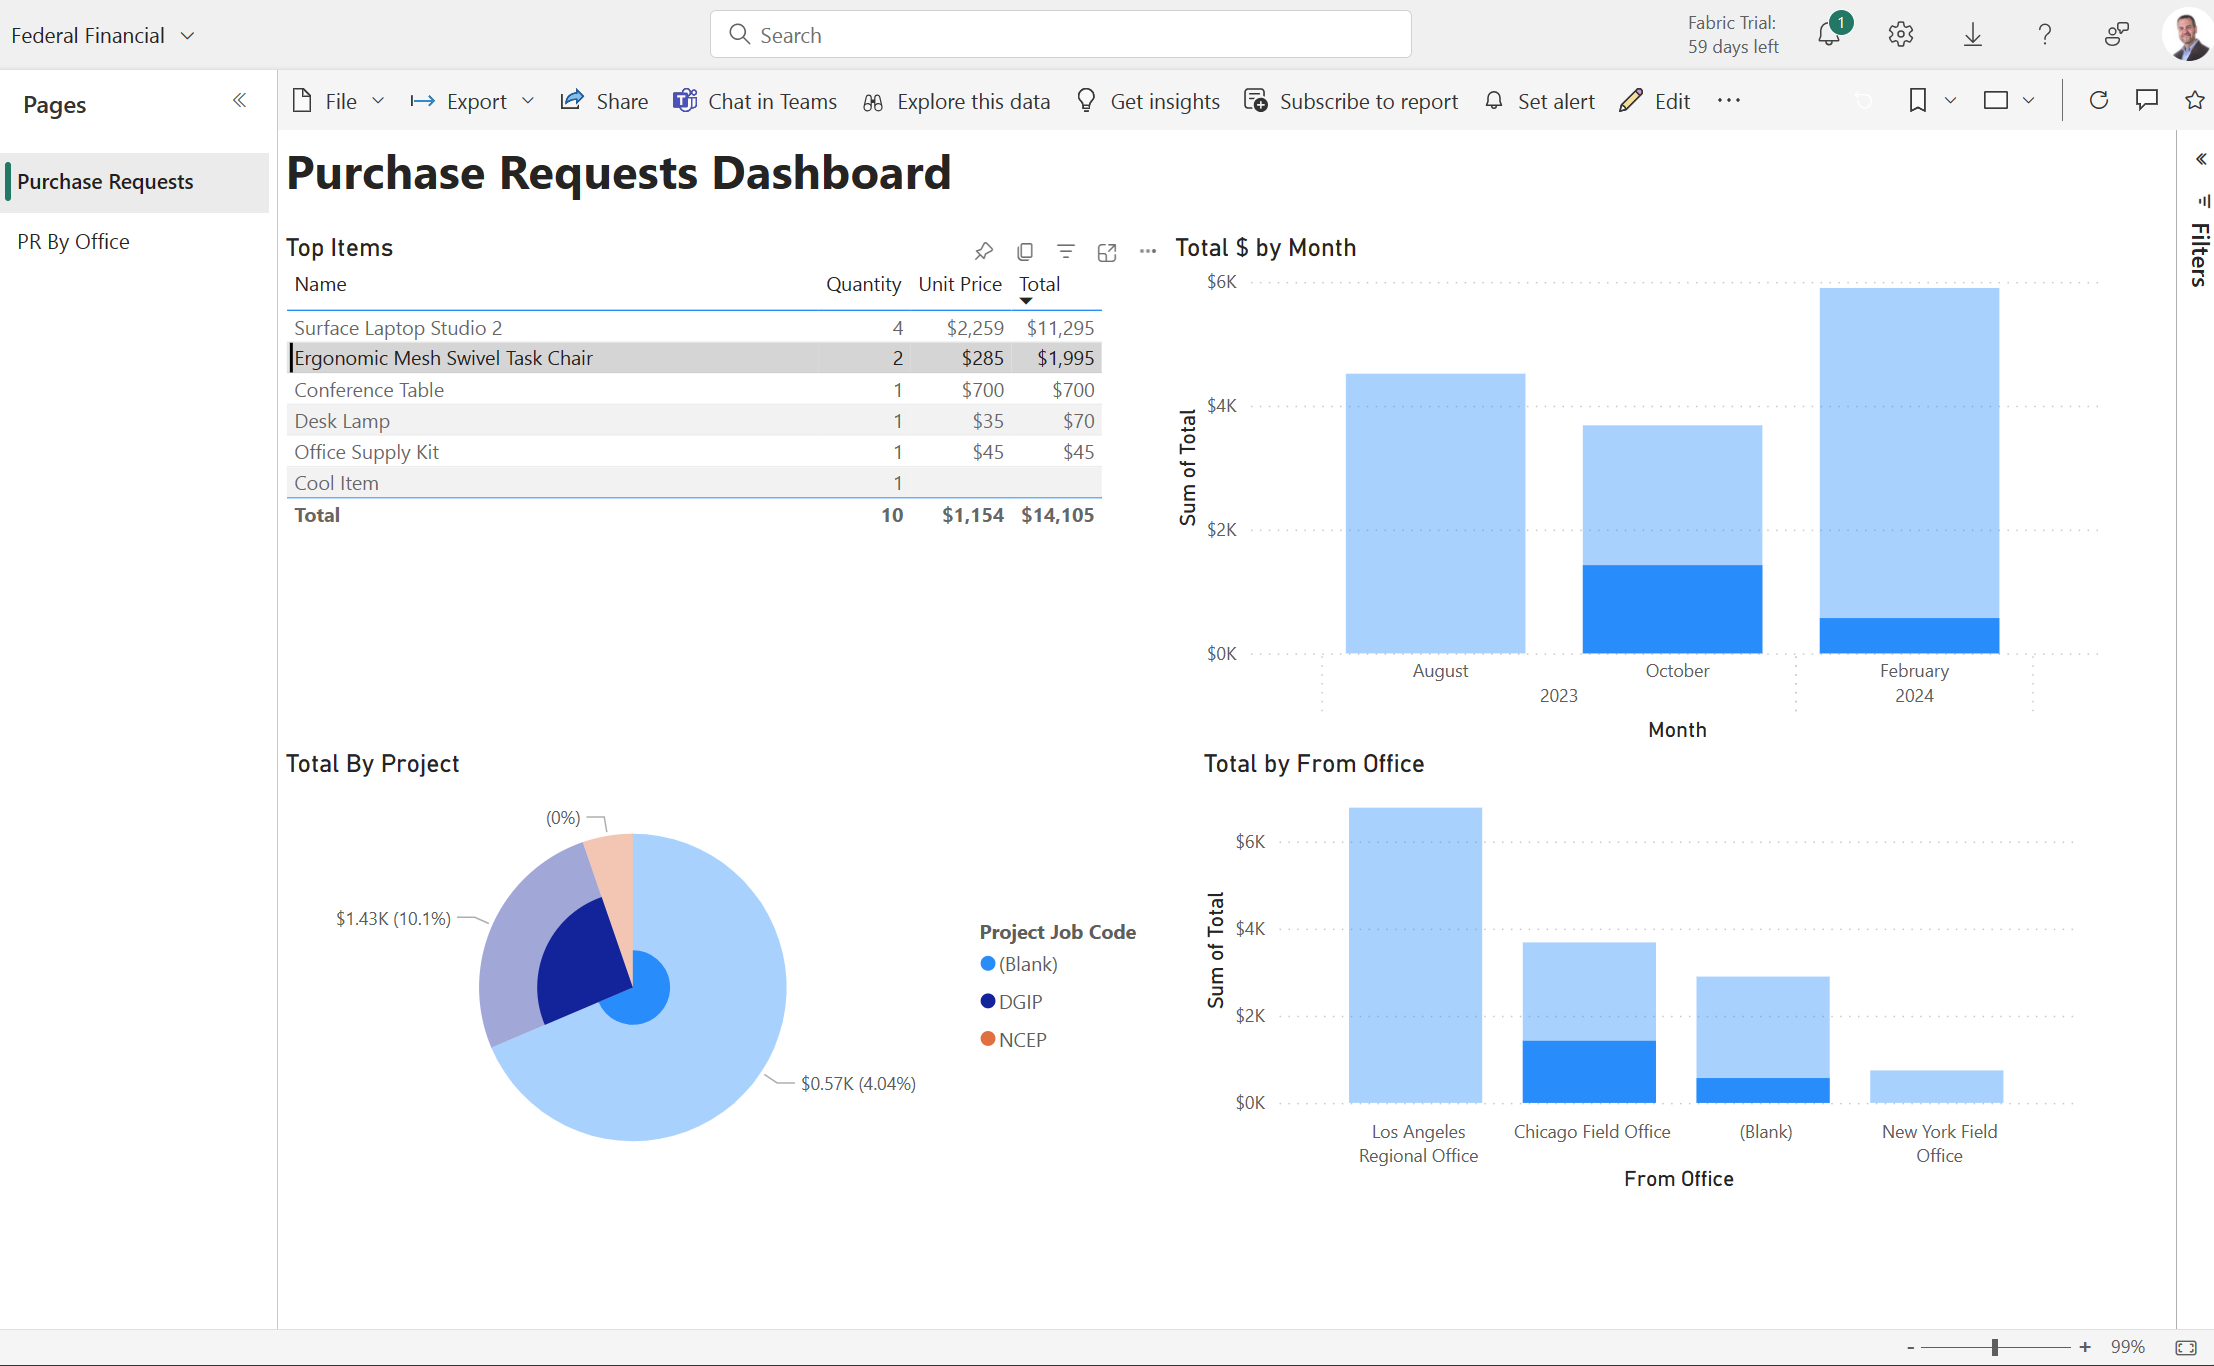 Federal Financial
Search
Fabric Trial:
59 days left
1
Pages
File
Export
Share
Chat in Teams
Explore this data
Get insights
Subscribe to report
Set alert
Edit
Purchase Requests
PR By Office
Filters
Purchase Requests Dashboard
Top Items
Name Quantity Unit Price Total
Surface Laptop Studio 2 4 $2,259 $11,295
Ergonomic Mesh Swivel Task Chair 2 $285 $1,995
Conference Table 1 $700 $700
Desk Lamp 1 $35 $70
Office Supply Kit 1 $45 $45
Cool Item 1
Total 10 $1,154 $14,105
Total $ by Month
Sum of Total
$6K
$4K
$2K
$0K
August October February
2023 2024
Month
Total By Project
(0%)
$1.43K (10.1%)
$0.57K (4.04%)
Project Job Code
(Blank)
DGIP
NCEP
Total by From Office
Sum of Total
$6K
$4K
$2K
$0K
Los Angeles Regional Office
Chicago Field Office
(Blank)
New York Field Office
From Office
- + 99%